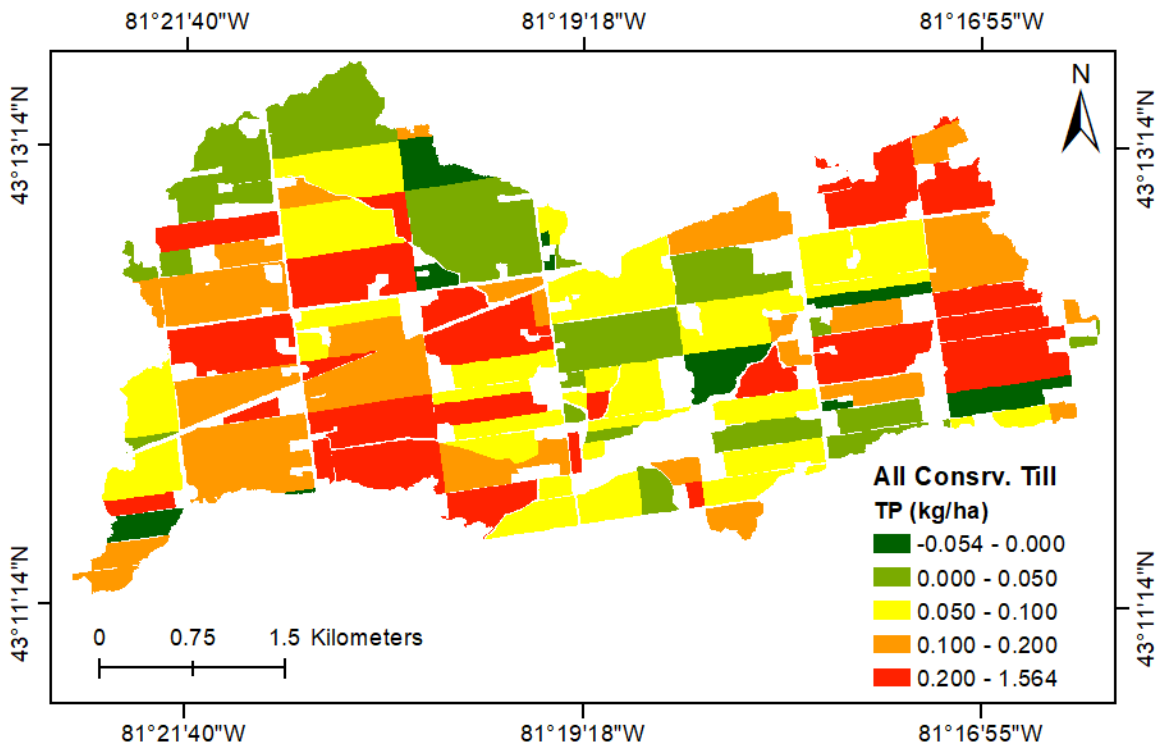 81°21'40"W 81°19'18"W 81°16'55"W
43°13'14"N
43°13'14"N
N
All Consrv. Till
TP (kg/ha)
-0.054 - 0.000
0.000 - 0.050
0.050 - 0.100
0.100 - 0.200
0.200 - 1.564
43°11'14"N
43°11'14"N
0 0.75 1.5 Kilometers
81°21'40"W 81°19'18"W 81°16'55"W